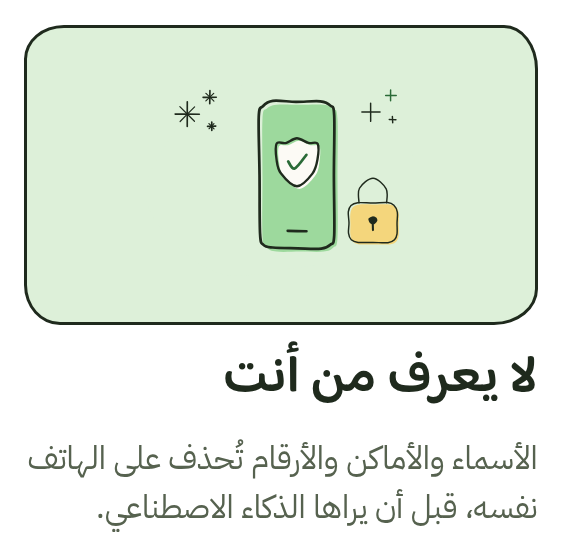 لا يعرف من أنت
الأسماء والأماكن والأرقام تُحذف على الهاتف
نفسه، قبل أن يراها الذكاء الاصطناعي.